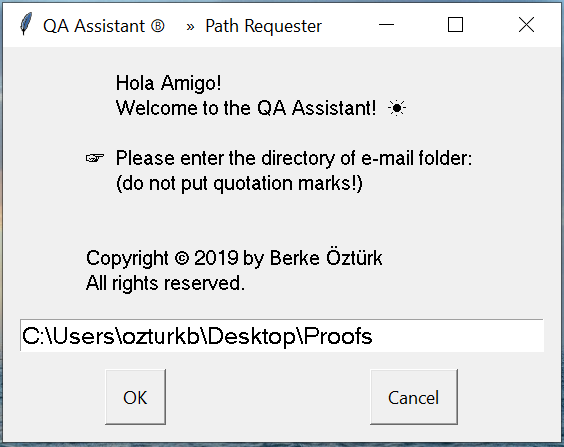 QA Assistant Ⓑ » Path Requester
Hola Amigo!
Welcome to the QA Assistant! ☀
☞ Please enter the directory of e-mail folder:
(do not put quotation marks!)
Copyright © 2019 by Berke Öztürk
All rights reserved.
C:\Users\ozturkb\Desktop\Proofs
OK Cancel